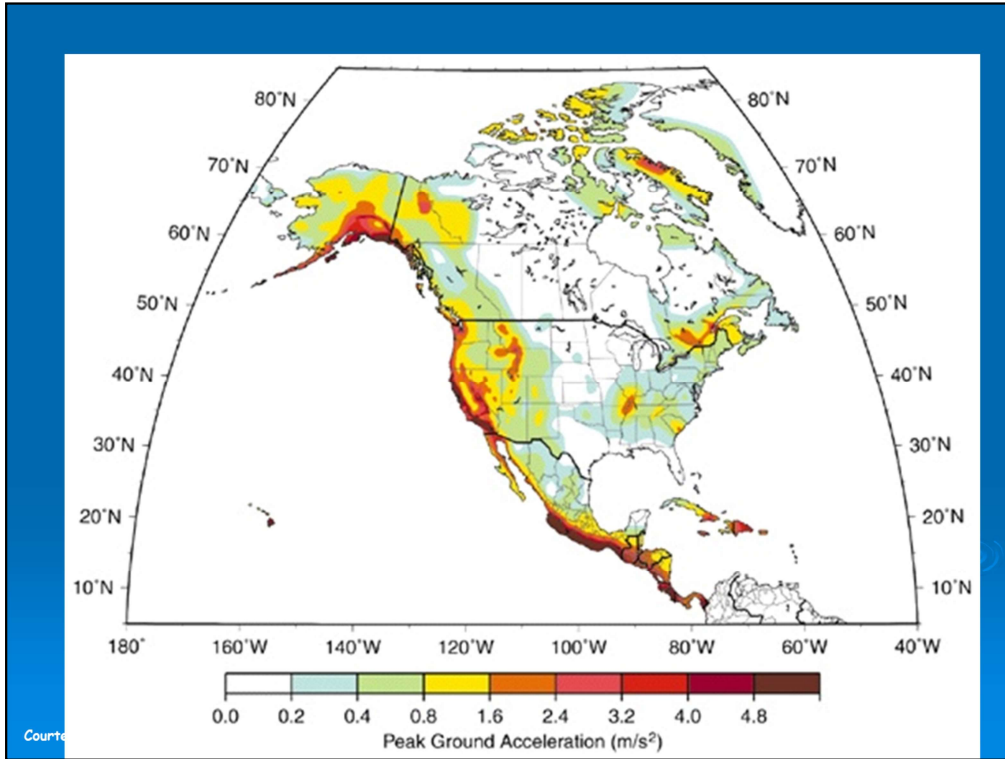 80°N 80°N
70°N 70°N
60°N 60°N
50°N 50°N
40°N 40°N
30°N 30°N
20°N 20°N
10°N 10°N
180° 160°W 140°W 120°W 100°W 80°W 60°W 40°W
0.0 0.2 0.4 0.8 1.6 2.4 3.2 4.0 4.8
Courte
Peak Ground Acceleration (m/s²)